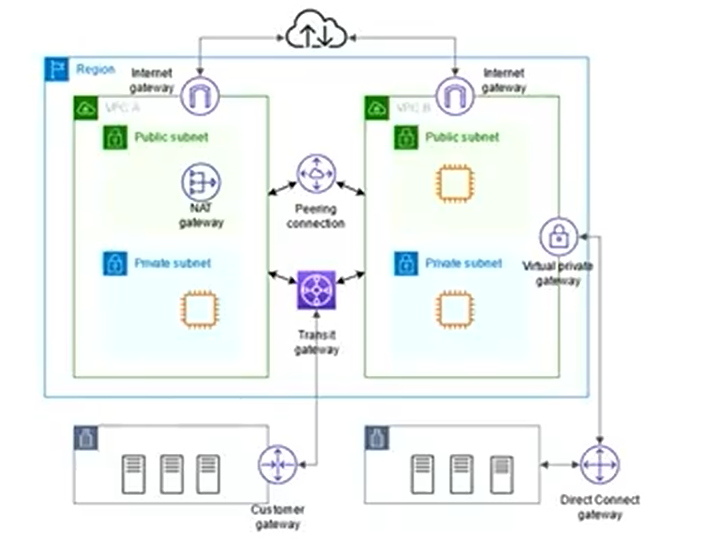 Region
Internet
gateway
Internet
gateway
VPC A
VPC B
Public subnet
Public subnet
NAT
gateway
Peering
connection
Private subnet
Private subnet
Virtual private
gateway
Transit
gateway
Customer
gateway
Direct Connect
gateway